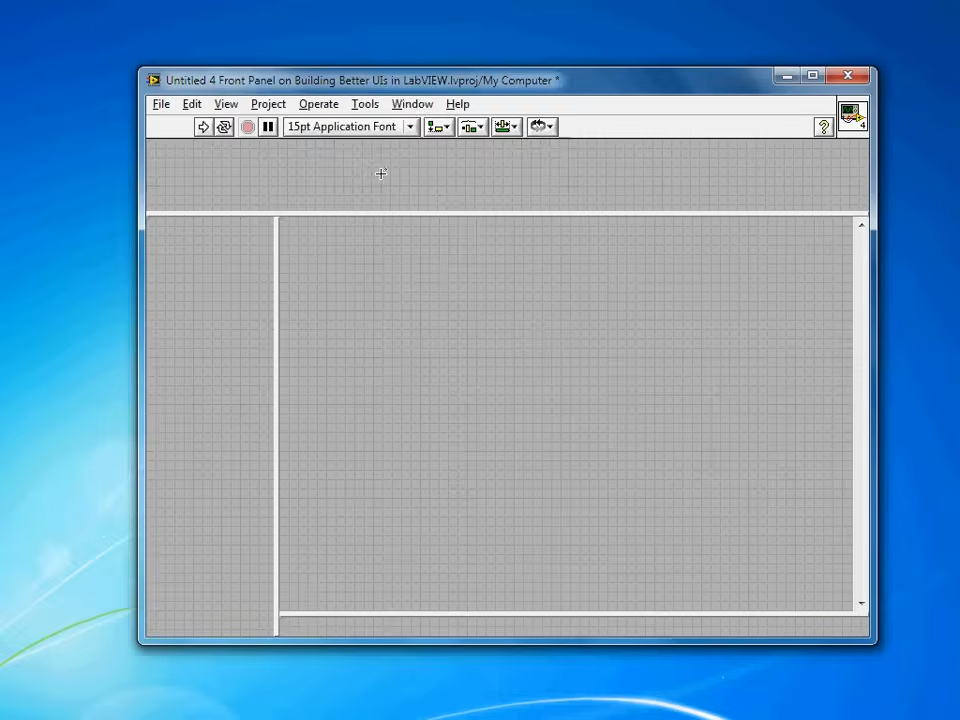 Untitled 4 Front Panel on Building Better UIs in LabVIEW.lvproj/My Computer *
File Edit View Project Operate Tools Window Help
15pt Application Font
?
4